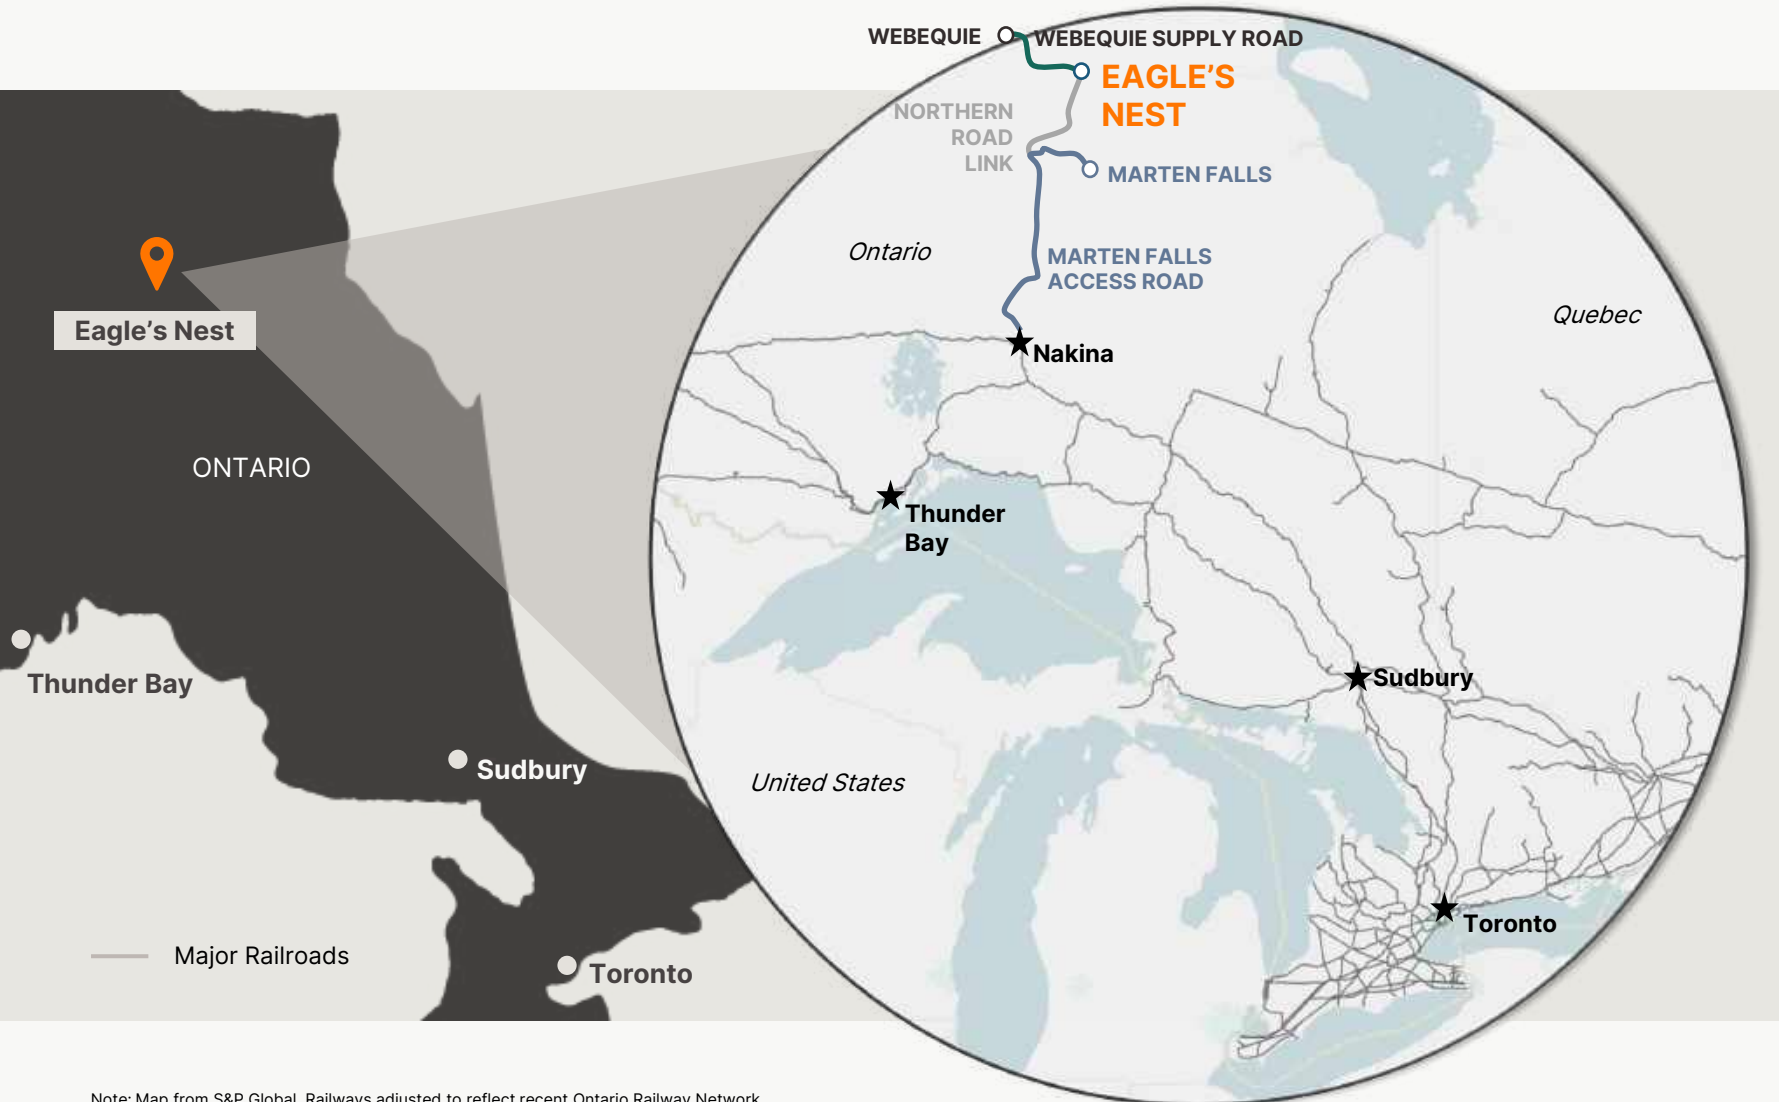 WEBEQUIE
WEBEQUIE SUPPLY ROAD
EAGLE’S
NEST
NORTHERN
ROAD
LINK
MARTEN FALLS
Ontario
MARTEN FALLS
ACCESS ROAD
Quebec
Nakina
Eagle’s Nest
ONTARIO
Thunder
Bay
Thunder Bay
Sudbury
Sudbury
United States
Toronto
Major Railroads
Toronto
Note: Map from S&P Global. Railways adjusted to reflect recent Ontario Railway Network